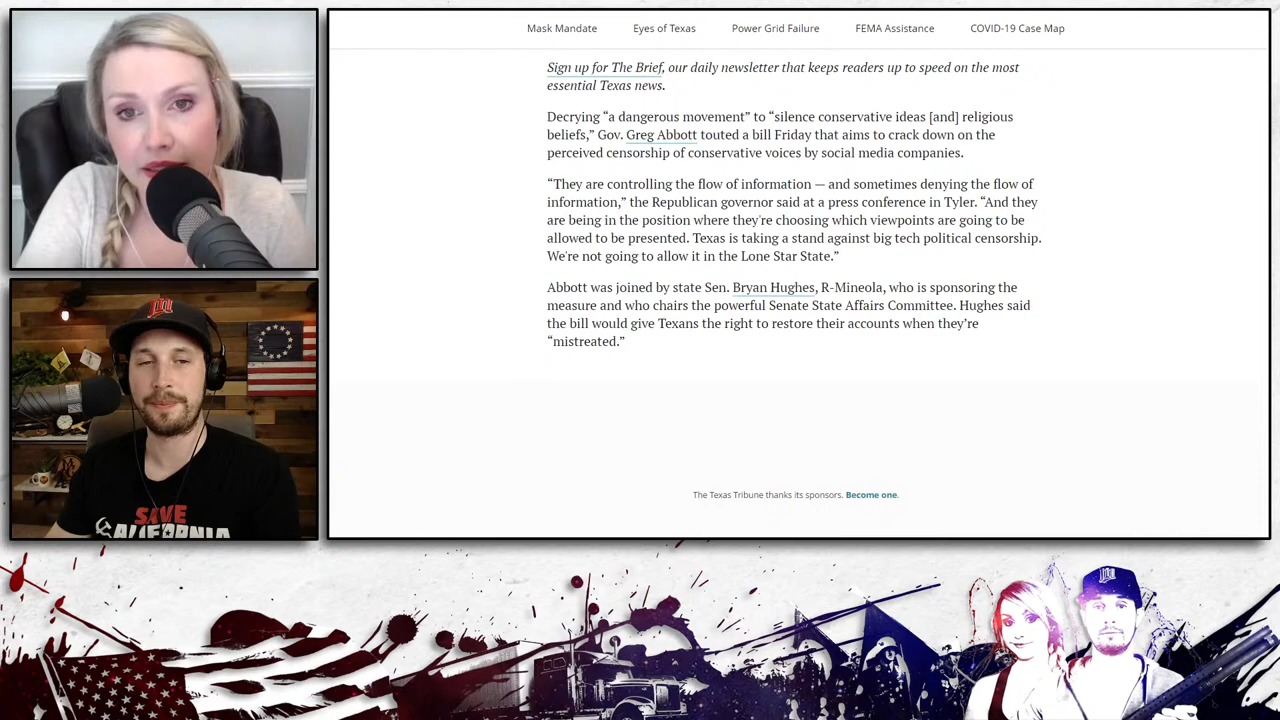 Mask Mandate Eyes of Texas Power Grid Failure FEMA Assistance COVID-19 Case Map
Sign up for The Brief, our daily newsletter that keeps readers up to speed on the most
essential Texas news.
Decrying “a dangerous movement” to “silence conservative ideas [and] religious
beliefs,” Gov. Greg Abbott touted a bill Friday that aims to crack down on the
perceived censorship of conservative voices by social media companies.
“They are controlling the flow of information — and sometimes denying the flow of
information,” the Republican governor said at a press conference in Tyler. “And they
are being in the position where they're choosing which viewpoints are going to be
allowed to be presented. Texas is taking a stand against big tech political censorship.
We're not going to allow it in the Lone Star State.”
Abbott was joined by state Sen. Bryan Hughes, R-Mineola, who is sponsoring the
measure and who chairs the powerful Senate State Affairs Committee. Hughes said
the bill would give Texans the right to restore their accounts when they’re
“mistreated.”
The Texas Tribune thanks its sponsors. Become one.
SAVE
CALIFORNIA